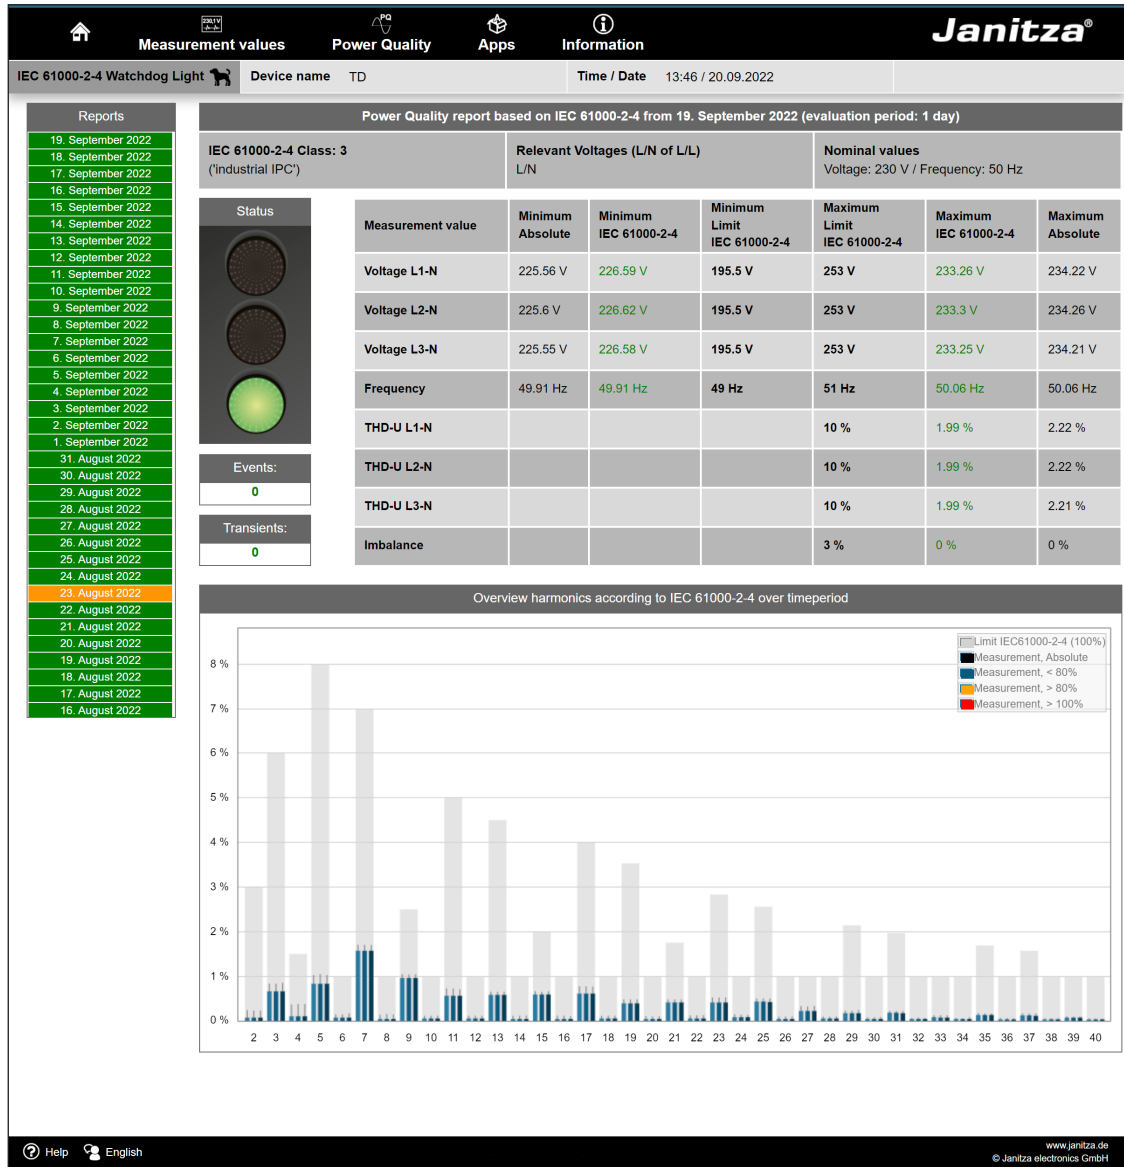 230,1V
PQ
Measurement values
Power Quality
Apps
Information
Janitza®
IEC 61000-2-4 Watchdog Light
Device name
TD
Time / Date
13:46 / 20.09.2022
Reports
19. September 2022
18. September 2022
17. September 2022
16. September 2022
15. September 2022
14. September 2022
13. September 2022
12. September 2022
11. September 2022
10. September 2022
9. September 2022
8. September 2022
7. September 2022
6. September 2022
5. September 2022
4. September 2022
3. September 2022
2. September 2022
1. September 2022
31. August 2022
30. August 2022
29. August 2022
28. August 2022
27. August 2022
26. August 2022
25. August 2022
24. August 2022
23. August 2022
22. August 2022
21. August 2022
20. August 2022
19. August 2022
18. August 2022
17. August 2022
16. August 2022
Power Quality report based on IEC 61000-2-4 from 19. September 2022 (evaluation period: 1 day)
IEC 61000-2-4 Class: 3
('industrial IPC')
Relevant Voltages (L/N of L/L)
L/N
Nominal values
Voltage: 230 V / Frequency: 50 Hz
Status
Events:
0
Transients:
0
Measurement value
Minimum Absolute
Minimum IEC 61000-2-4
Minimum Limit IEC 61000-2-4
Maximum Limit IEC 61000-2-4
Maximum IEC 61000-2-4
Maximum Absolute
Voltage L1-N 225.56 V 226.59 V 195.5 V 253 V 233.26 V 234.22 V
Voltage L2-N 225.6 V 226.62 V 195.5 V 253 V 233.3 V 234.26 V
Voltage L3-N 225.55 V 226.58 V 195.5 V 253 V 233.25 V 234.21 V
Frequency 49.91 Hz 49.91 Hz 49 Hz 51 Hz 50.06 Hz 50.06 Hz
THD-U L1-N 10 % 1.99 % 2.22 %
THD-U L2-N 10 % 1.99 % 2.22 %
THD-U L3-N 10 % 1.99 % 2.21 %
Imbalance 3 % 0 % 0 %
Overview harmonics according to IEC 61000-2-4 over timeperiod
Limit IEC61000-2-4 (100%)
Measurement, Absolute
Measurement, < 80%
Measurement, > 80%
Measurement, > 100%
8 %
7 %
6 %
5 %
4 %
3 %
2 %
1 %
0 %
2 3 4 5 6 7 8 9 10 11 12 13 14 15 16 17 18 19 20 21 22 23 24 25 26 27 28 29 30 31 32 33 34 35 36 37 38 39 40
? Help
English
www.janitza.de
© Janitza electronics GmbH